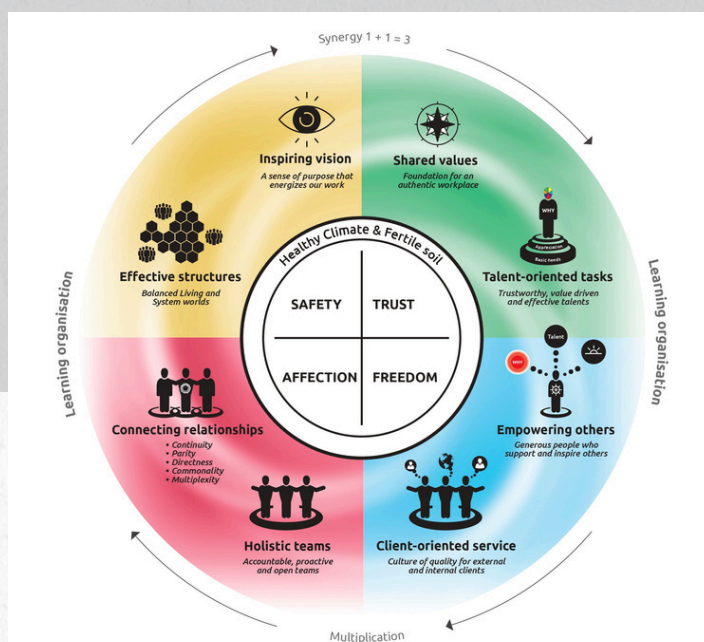 Synergy 1 + 1 = 3
Inspiring vision
A sense of purpose that
energizes our work
Shared values
Foundation for an
authentic workplace
Effective structures
Balanced Living and
System worlds
WHY
Appreciation
Basic needs
Talent-oriented tasks
Trustworthy, value driven
and effective talents
Healthy Climate & Fertile soil
SAFETY
TRUST
AFFECTION
FREEDOM
Learning organisation
Learning organisation
Connecting relationships
• Continuity
• Parity
• Directness
• Commonality
• Multiplexity
Talent
WHY
Empowering others
Generous people who
support and inspire others
Holistic teams
Accountable, proactive
and open teams
Client-oriented service
Culture of quality for external
and internal clients
Multiplication